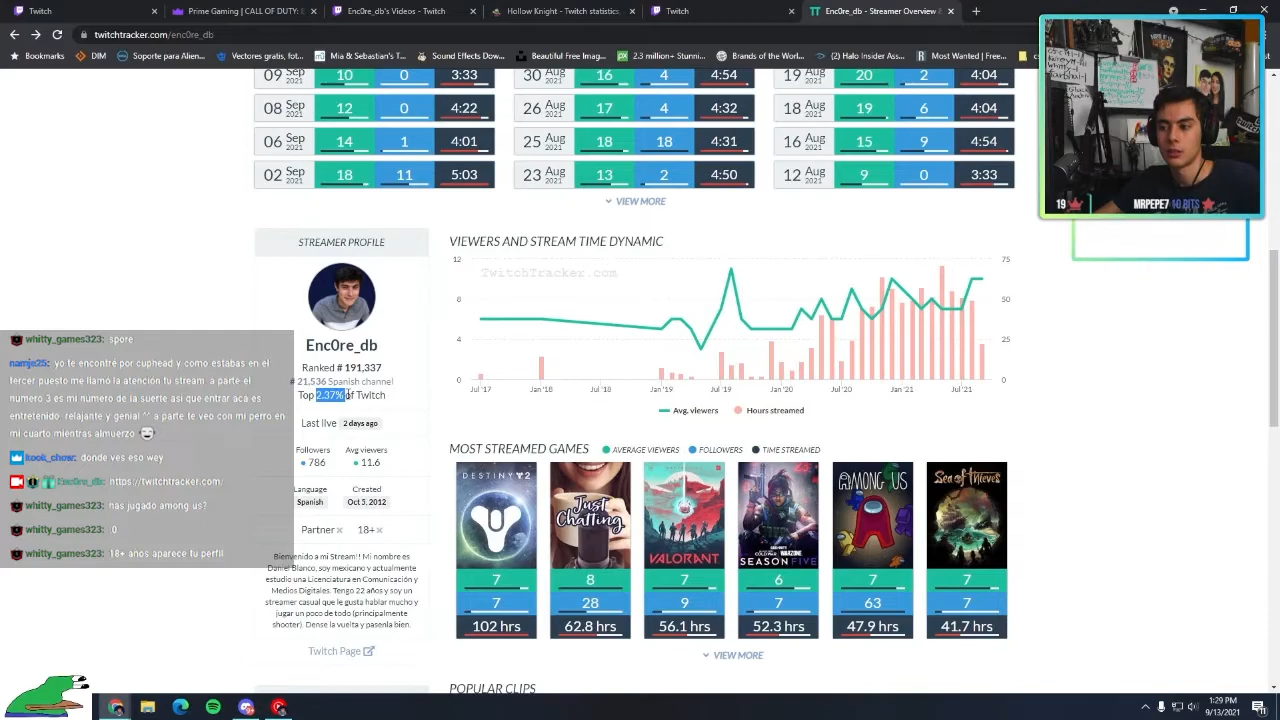 Twitch
Prime Gaming | CALL OF DUTY:
Enc0re_db's Videos - Twitch
Hollow Knight - Twitch statistics
Twitch
Enc0re_db - Streamer Overview
twitchtracker.com/enc0re_db
Bookmarks
DIM
Soporte para Alien...
Vectores gratis, fotos...
Mix & Sebastian's T...
Sound Effects Dow...
Beautiful Free Imag...
2.3 million+ Stunni...
Brands of the Worl...
(2) Halo Insider Hal...
Most Wanted | Free...
09 Sep 2021 10 0 3:33
30 Aug 2021 16 4 4:54
19 Aug 2021 20 2 4:04
08 Sep 2021 12 0 4:22
26 Aug 2021 17 4 4:32
18 Aug 2021 19 6 4:04
06 Sep 2021 14 1 4:01
25 Aug 2021 18 18 4:31
16 Aug 2021 15 9 4:54
02 Sep 2021 18 11 5:03
23 Aug 2021 13 2 4:50
12 Aug 2021 9 0 3:33
VIEW MORE
19
MRPEPE7 10 BITS
STREAMER PROFILE
Enc0re_db
Ranked # 191,337
# 21,536 Spanish channel
Top 2.37% of Twitch
Last live 2 days ago
Followers Avg viewers
786 11.6
Language Created
Spanish Oct 3, 2012
Partner 18+
Bienvenido a mi Stream!! Mi nombre es
Daniel Blanco, soy mexicano y actualmente
estudio una Licenciatura en Comunicación y
Medios Digitales. Tengo 22 años y soy un
streamer casual que le gusta hablar mucho y
jugar un poco de todo (principalmente
shooter). Dense la vuelta y pasenla bien.
Twitch Page
VIEWERS AND STREAM TIME DYNAMIC
TwitchTracker.com
12
8
4
0
75
50
25
0
Jul '17 Jan '18 Jul '18 Jan '19 Jul '19 Jan '20 Jul '20 Jan '21 Jul '21
Avg. viewers Hours streamed
MOST STREAMED GAMES AVERAGE VIEWERS FOLLOWERS TIME STREAMED
DESTINY 2
Just Chatting
VALORANT
COLD WAR WARZONE
SEASON FIVE
AMONG US
Sea of Thieves
7 8 7 6 7 7
7 28 9 7 63 7
102 hrs 62.8 hrs 56.1 hrs 52.3 hrs 47.9 hrs 41.7 hrs
VIEW MORE
POPULAR CLIPS
whitty_games323: spore
namje25: yo te encontre por cuphead y como estabas en el
tercer puesto me llamó la atención tu stream a parte el
numero 3 es mi número de la suerte asi que entrar aca es
entretenido relajante y genial ^^ a parte te veo con mi perro en
mi cuarto mientras almuerzo
kook_chow: donde ves eso wey
Enc0re_db: https://twitchtracker.com/
whitty_games323: has jugado among us?
whitty_games323: 0
whitty_games323: 18+ anos aparece tu perfil
1:29 PM
9/13/2021